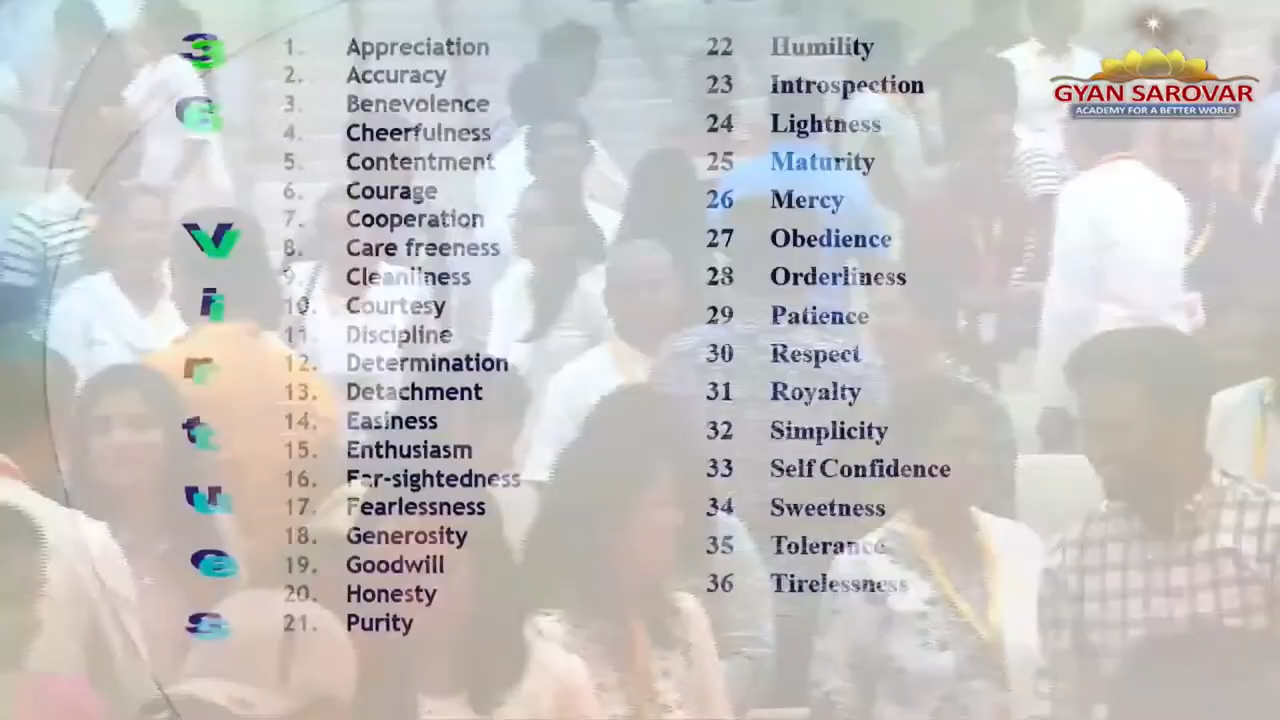 36 Virtues
1. Appreciation
2. Accuracy
3. Benevolence
4. Cheerfulness
5. Contentment
6. Courage
7. Cooperation
8. Care freeness
9. Cleanliness
10. Courtesy
11. Discipline
12. Determination
13. Detachment
14. Easiness
15. Enthusiasm
16. Far-sightedness
17. Fearlessness
18. Generosity
19. Goodwill
20. Honesty
21. Purity
22 Humility
23 Introspection
24 Lightness
25 Maturity
26 Mercy
27 Obedience
28 Orderliness
29 Patience
30 Respect
31 Royalty
32 Simplicity
33 Self Confidence
34 Sweetness
35 Tolerance
36 Tirelessness
GYAN SAROVAR
ACADEMY FOR A BETTER WORLD